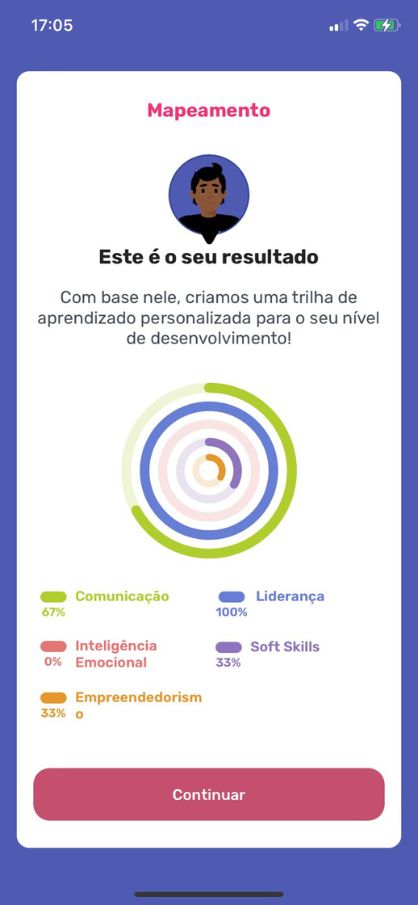 17:05
Mapeamento
Este é o seu resultado
Com base nele, criamos uma trilha de
aprendizado personalizada para o seu nível
de desenvolvimento!
Comunicação
67%
Liderança
100%
Inteligência
Emocional
0%
Soft Skills
33%
Empreendedorism
o
33%
Continuar